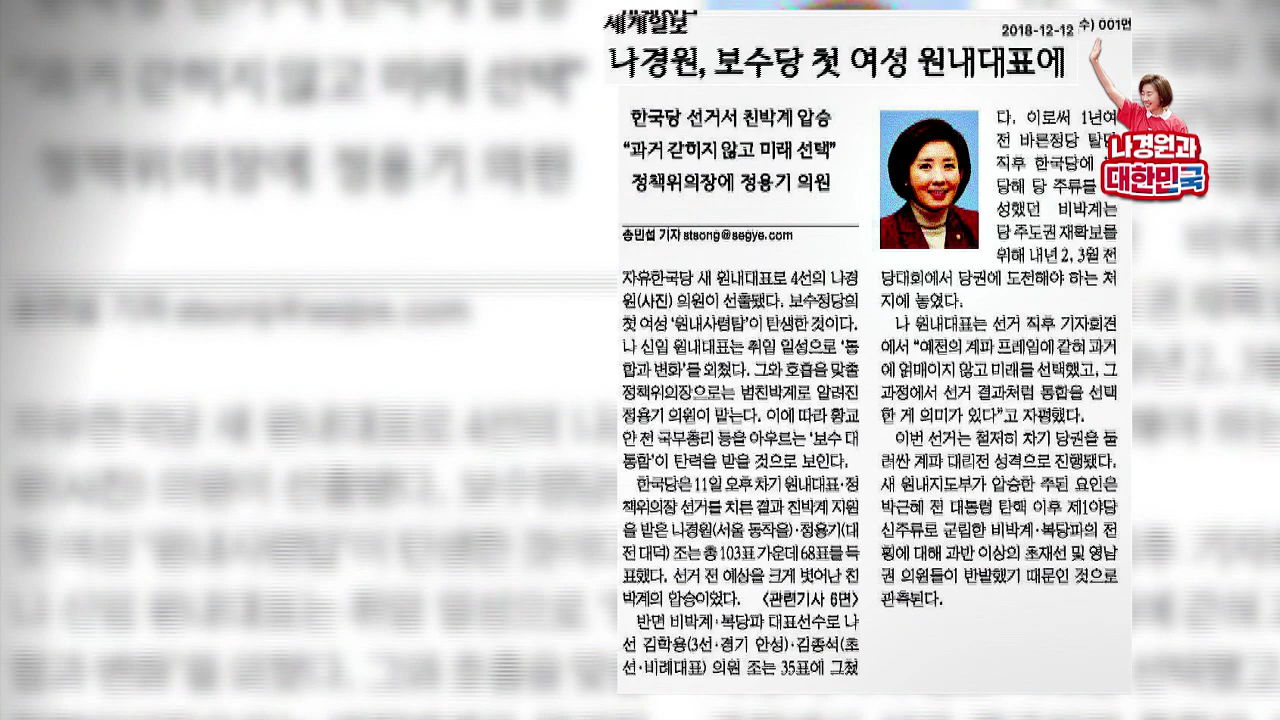 세계일보
2018-12-12
수) 001면
나경원, 보수당 첫 여성 원내대표에
나경원과
대한민국
한국당 선거서 친박계 압승
“과거 갇히지 않고 미래 선택”
정책위의장에 정용기 의원
송민섭 기자 stsong@segye.com
자유한국당 새 원내대표로 4선의 나경
원(사진) 의원이 선출됐다. 보수정당의
첫 여성 ‘원내사령탑’이 탄생한 것이다.
나 신임 원내대표는 취임 일성으로 ‘통
합과 변화’를 외쳤다. 그와 호흡을 맞출
정책위의장으로는 범친박계로 알려진
정용기 의원이 맡는다. 이에 따라 황교
안 전 국무총리 등을 아우르는 ‘보수 대
통합’이 탄력을 받을 것으로 보인다.
한국당은 11일 오후 차기 원내대표·정
책위의장 선거를 치른 결과 친박계 지원
을 받은 나경원(서울 동작을)·정용기(대
전 대덕) 조는 총 103표 가운데 68표를 득
표했다. 선거 전 예상을 크게 벗어난 친
박계의 압승이었다. <관련기사 6면>
반면 비박계·복당파 대표선수로 나
선 김학용(3선·경기 안성)·김종석(초
선·비례대표) 의원 조는 35표에 그쳤
다. 이로써 1년여
전 바른정당 탈당
직후 한국당에
당해 당 주류를
성했던 비박계는
당 주도권 재확보를
위해 내년 2, 3월 전
당대회에서 당권에 도전해야 하는 처
지에 놓였다.
나 원내대표는 선거 직후 기자회견
에서 “예전의 계파 프레임에 갇혀 과거
에 얽매이지 않고 미래를 선택했고, 그
과정에서 선거 결과처럼 통합을 선택
한 게 의미가 있다”고 자평했다.
이번 선거는 철저히 차기 당권을 둘
러싼 계파 대리전 성격으로 진행됐다.
새 원내지도부가 압승한 주된 요인은
박근혜 전 대통령 탄핵 이후 제1야당
신주류로 군림한 비박계·복당파의 전
횡에 대해 과반 이상의 초재선 및 영남
권 의원들이 반발했기 때문인 것으로
관측된다.